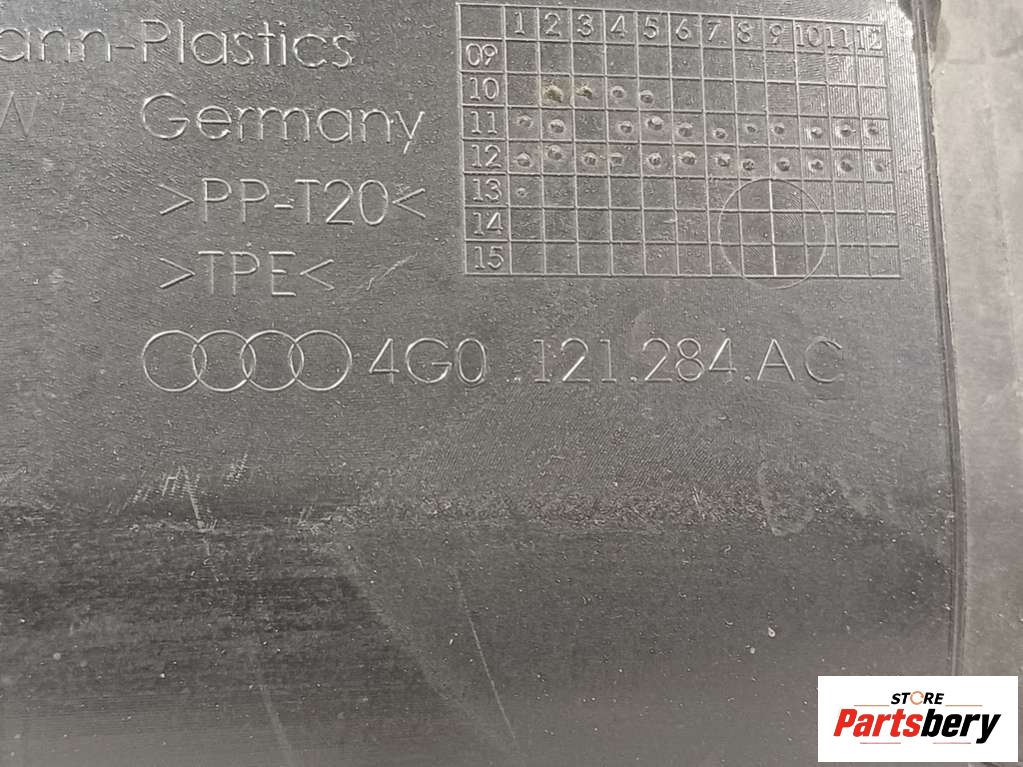 ann-Plastics
W Germany
>PP-T20<
>TPE<
1 2 3 4 5 6 7 8 9 10 11 12
09
10
11
12
13
14
15
4G0 121.284.AC
STORE
Partsbery